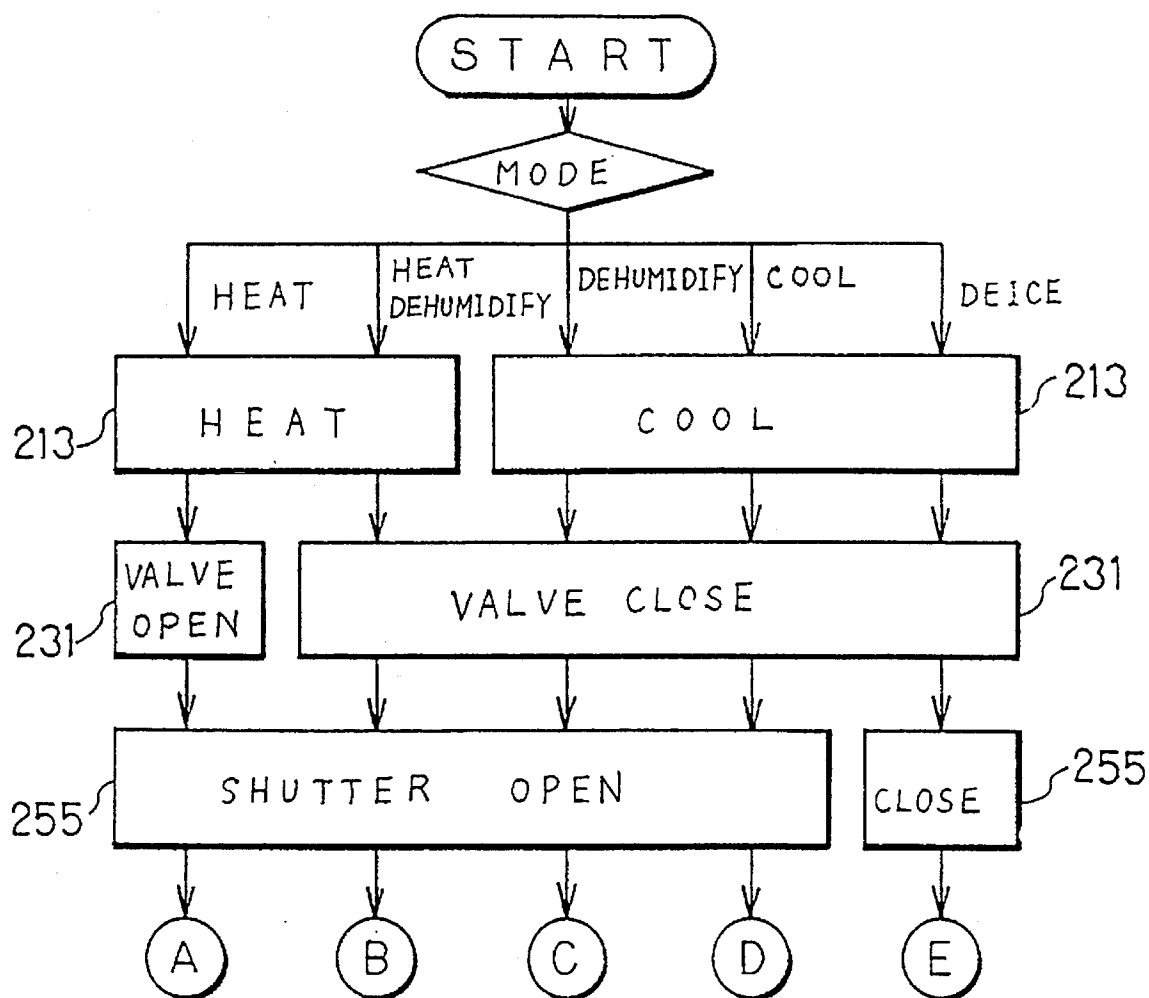 START
MODE
HEAT
HEAT
DEHUMIDIFY
DEHUMIDIFY
COOL
DEICE
213
HEAT
COOL
213
231
VALVE
OPEN
VALVE CLOSE
231
255
SHUTTER OPEN
CLOSE
255
A
B
C
D
E